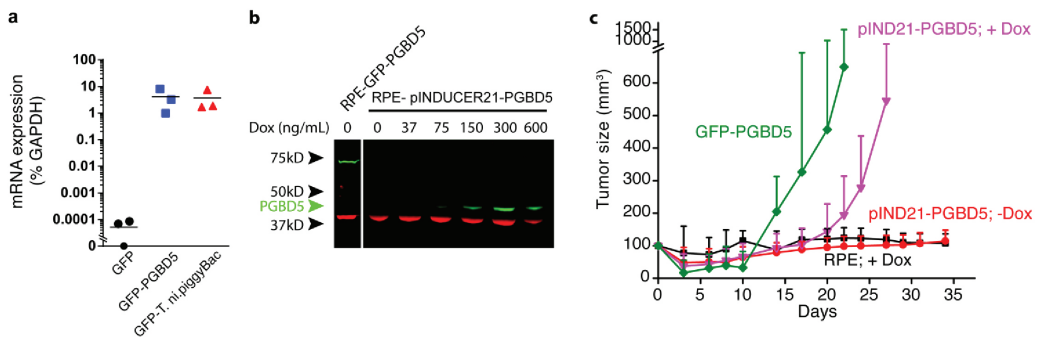 a
mRNA expression
(% GAPDH)
100
10
1
0.1
0.01
0.001
0.0001
0
GFP
GFP-PGBD5
GFP-T. ni.piggyBac
b
RPE-GFP-PGBD5
RPE- pINDUCER21-PGBD5
Dox (ng/mL) 0 0 37 75 150 300 600
75kD
50kD
PGBD5
37kD
c
Tumor size (mm³)
1500
1000
600
400
300
200
100
0
0 5 10 15 20 25 30 35
Days
pIND21-PGBD5; + Dox
GFP-PGBD5
pIND21-PGBD5; -Dox
RPE; + Dox